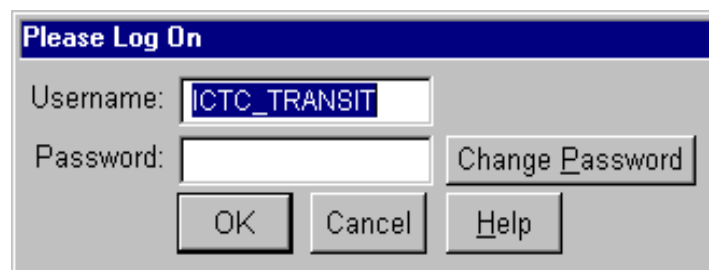 Please Log On
Username: ICTC_TRANSIT
Password: Change Password
OK Cancel Help